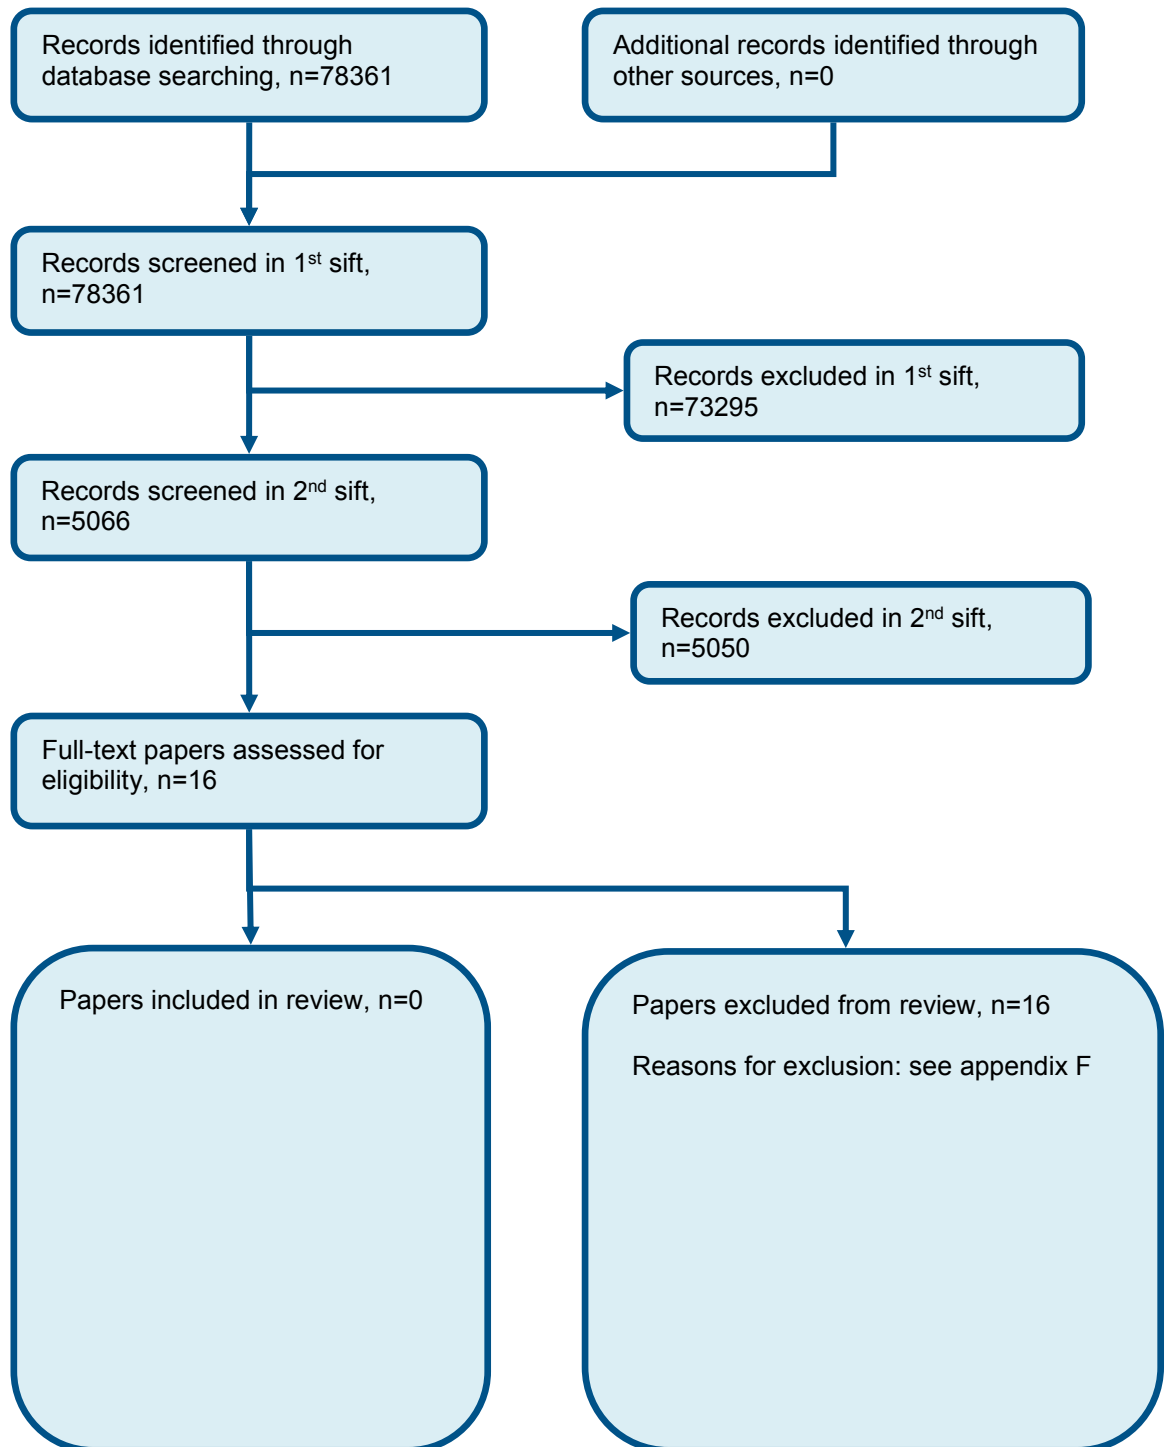 Records identified through
database searching, n=78361
Additional records identified through
other sources, n=0
Records screened in 1st sift,
n=78361
Records excluded in 1st sift,
n=73295
Records screened in 2nd sift,
n=5066
Records excluded in 2nd sift,
n=5050
Full-text papers assessed for
eligibility, n=16
Papers included in review, n=0
Papers excluded from review, n=16
Reasons for exclusion: see appendix F